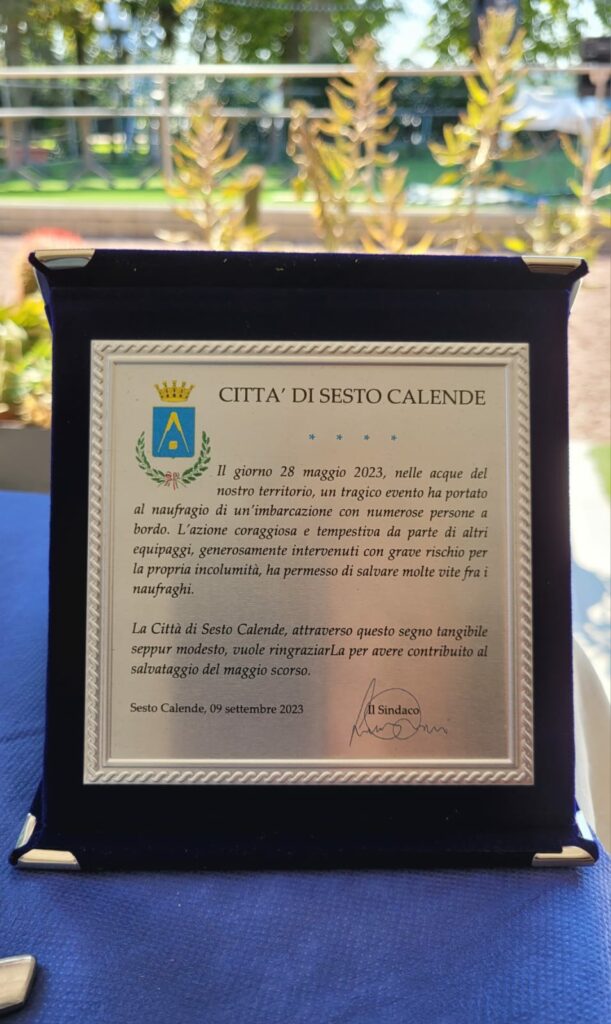 CITTA' DI SESTO CALENDE
* * * *
Il giorno 28 maggio 2023, nelle acque del
nostro territorio, un tragico evento ha portato
al naufragio di un'imbarcazione con numerose persone a
bordo. L'azione coraggiosa e tempestiva da parte di altri
equipaggi, generosamente intervenuti con grave rischio per
la propria incolumità, ha permesso di salvare molte vite fra i
naufraghi.
La Città di Sesto Calende, attraverso questo segno tangibile
seppur modesto, vuole ringraziarLa per avere contribuito al
salvataggio del maggio scorso.
Sesto Calende, 09 settembre 2023
Il Sindaco